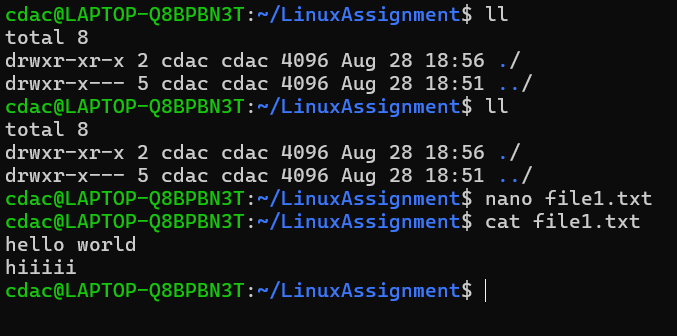 cdac@LAPTOP-Q8BPBN3T:~/LinuxAssignment$ ll
total 8
drwxr-xr-x 2 cdac cdac 4096 Aug 28 18:56 ./
drwxr-x--- 5 cdac cdac 4096 Aug 28 18:51 ../
cdac@LAPTOP-Q8BPBN3T:~/LinuxAssignment$ ll
total 8
drwxr-xr-x 2 cdac cdac 4096 Aug 28 18:56 ./
drwxr-x--- 5 cdac cdac 4096 Aug 28 18:51 ../
cdac@LAPTOP-Q8BPBN3T:~/LinuxAssignment$ nano file1.txt
cdac@LAPTOP-Q8BPBN3T:~/LinuxAssignment$ cat file1.txt
hello world
hiiiii
cdac@LAPTOP-Q8BPBN3T:~/LinuxAssignment$